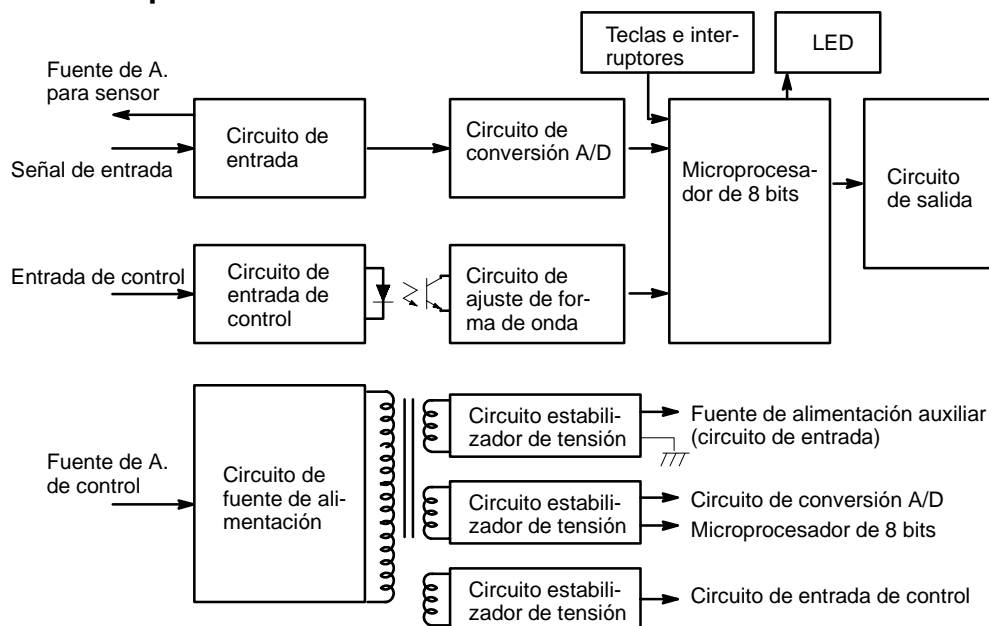 Teclas e inter-
ruptores
LED
Fuente de A.
para sensor
Señal de entrada
Circuito de
entrada
Circuito de
conversión A/D
Microprocesa-
dor de 8 bits
Circuito
de salida
Entrada de control
Circuito de
entrada de
control
Circuito de
ajuste de for-
ma de onda
Fuente de A.
de control
Circuito de
fuente de ali-
mentación
Circuito estabili-
zador de tensión
Fuente de alimentación auxiliar
(circuito de entrada)
Circuito estabili-
zador de tensión
Circuito de conversión A/D
Microprocesador de 8 bits
Circuito estabili-
zador de tensión
Circuito de entrada de control